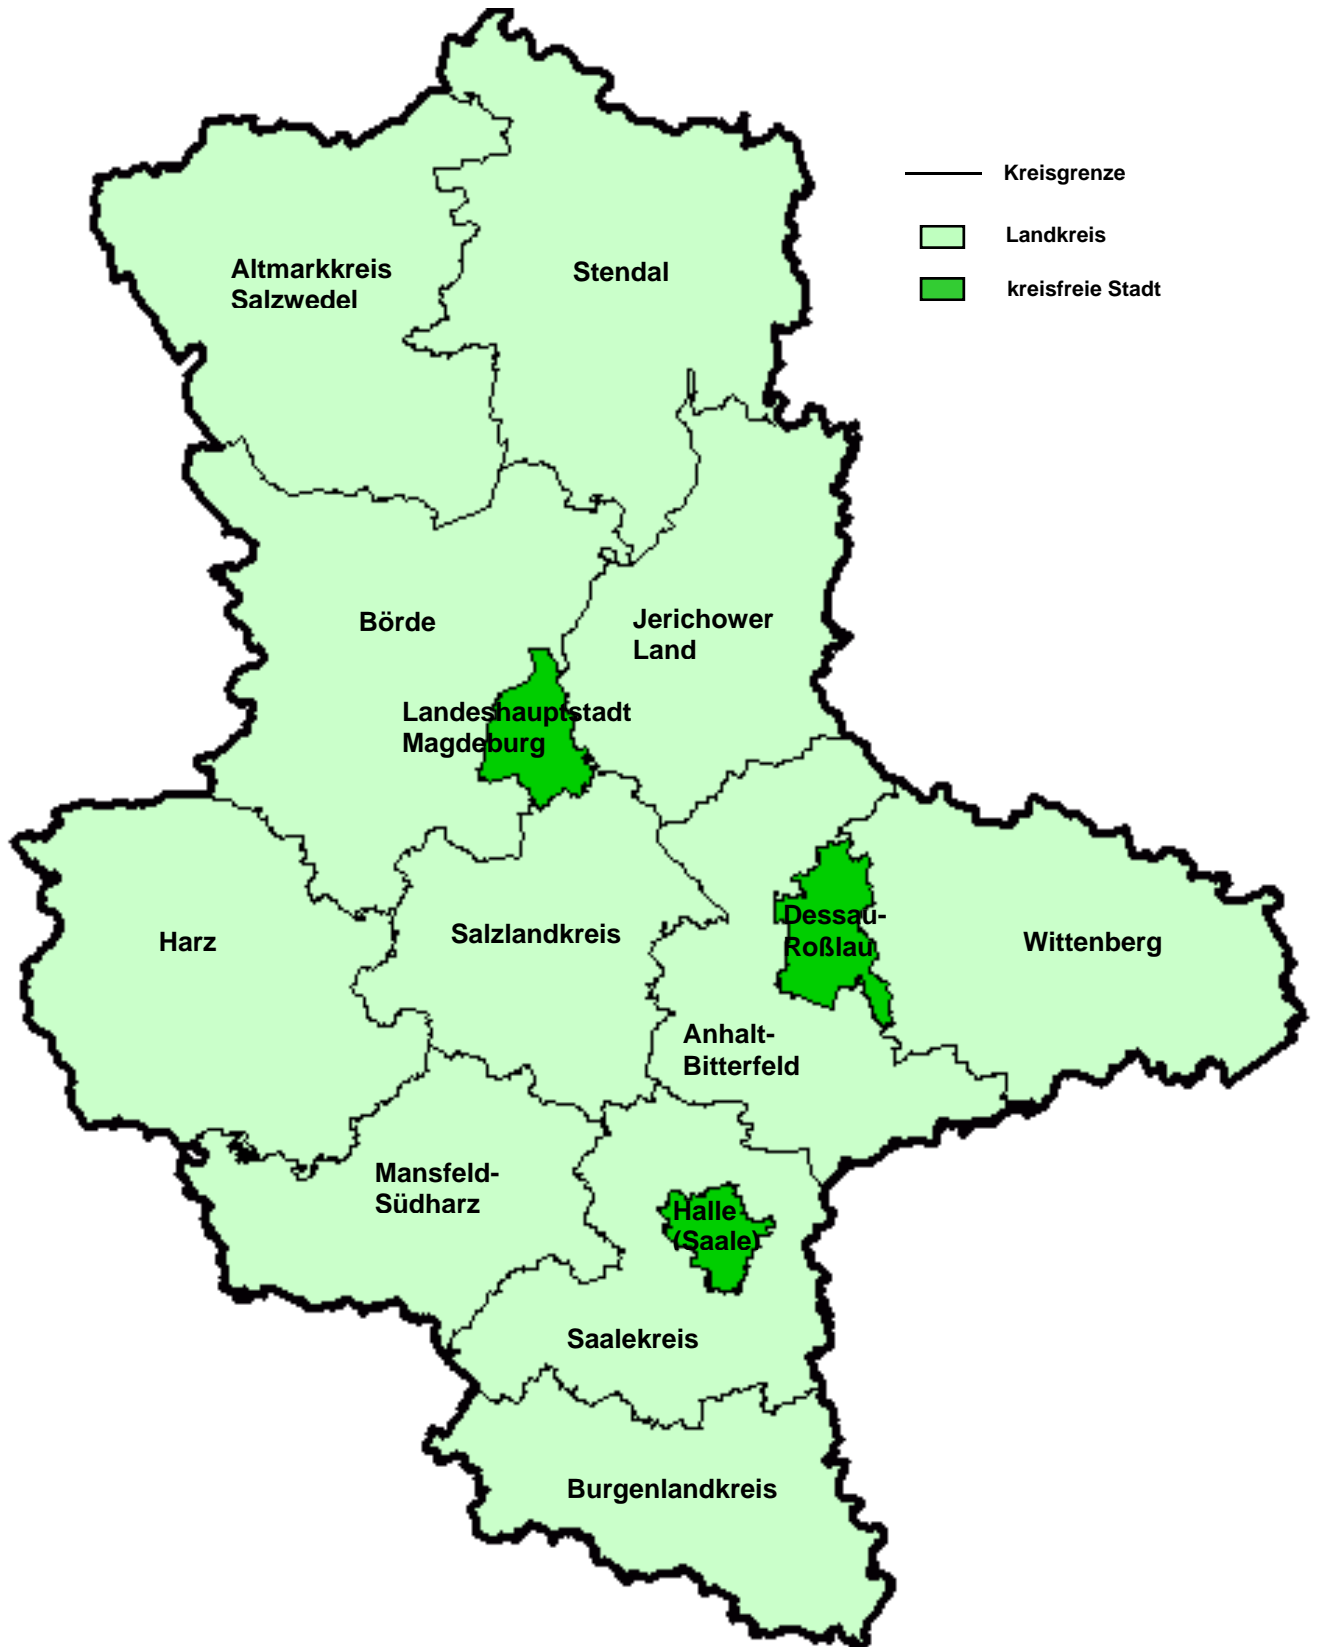 Kreisgrenze
Landkreis
kreisfreie Stadt
Altmarkkreis
Salzwedel
Stendal
Börde
Jerichower
Land
Landeshauptstadt
Magdeburg
Harz
Salzlandkreis
Dessau-
Roßlau
Wittenberg
Anhalt-
Bitterfeld
Mansfeld-
Südharz
Halle
(Saale)
Saalekreis
Burgenlandkreis